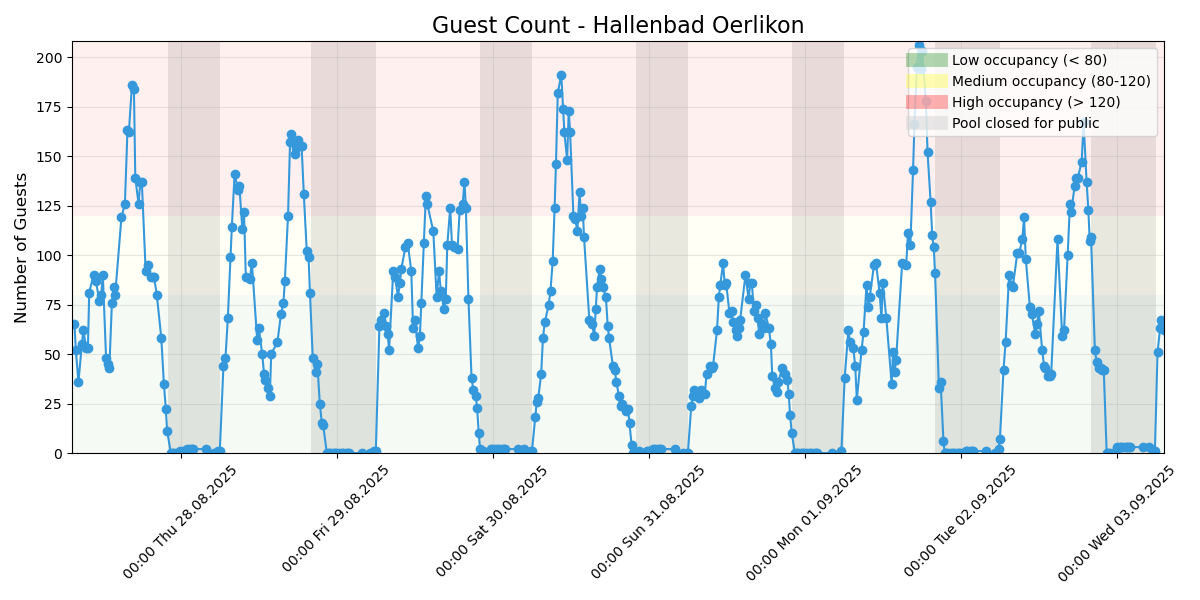 Guest Count - Hallenbad Oerlikon
Number of Guests
200
175
150
125
100
75
50
25
0
Low occupancy (< 80)
Medium occupancy (80-120)
High occupancy (> 120)
Pool closed for public
00:00 Thu 28.08.2025
00:00 Fri 29.08.2025
00:00 Sat 30.08.2025
00:00 Sun 31.08.2025
00:00 Mon 01.09.2025
00:00 Tue 02.09.2025
00:00 Wed 03.09.2025